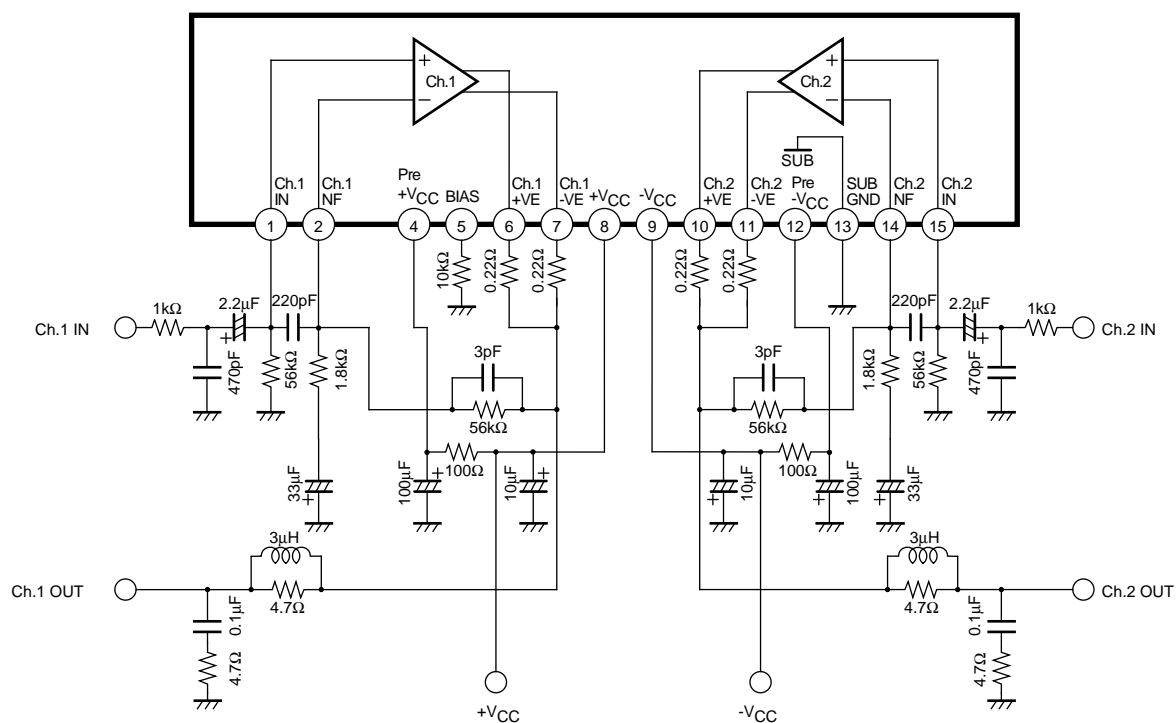 +
−
Ch.1
Ch.2
+
−
SUB
Ch.1 IN
Ch.1 NF
Pre +VCC
BIAS
Ch.1 +VE
Ch.1 -VE
+VCC
-VCC
Ch.2 +VE
Ch.2 -VE
Pre -VCC
SUB GND
Ch.2 NF
Ch.2 IN
1
2
4
5
6
7
8
9
10
11
12
13
14
15
10kΩ
0.22Ω
0.22Ω
0.22Ω
0.22Ω
Ch.1 IN
1kΩ
2.2µF
+
220pF
470pF
56kΩ
1.8kΩ
3pF
56kΩ
3pF
56kΩ
1.8kΩ
56kΩ
220pF
2.2µF
+
470pF
1kΩ
Ch.2 IN
33µF
+
100µF
+
100Ω
10µF
+
10µF
+
100Ω
100µF
+
33µF
+
3µH
3µH
Ch.1 OUT
4.7Ω
0.1µF
4.7Ω
+VCC
-VCC
4.7Ω
Ch.2 OUT
0.1µF
4.7Ω